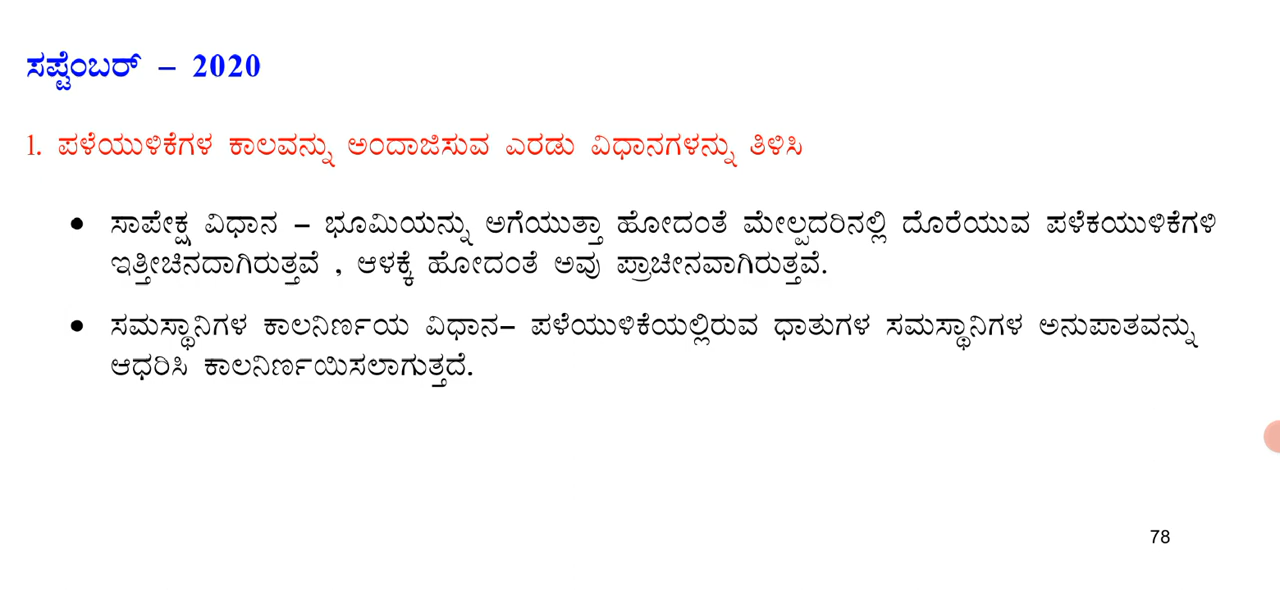 ಸಪ್ಟೆಂಬರ್ – 2020
1. ಪಳೆಯುಳಿಕೆಗಳ ಕಾಲವನ್ನು ಅಂದಾಜಿಸುವ ಎರಡು ವಿಧಾನಗಳನ್ನು ತಿಳಿಸಿ
• ಸಾಪೇಕ್ಷ ವಿಧಾನ – ಭೂಮಿಯನ್ನು ಅಗೆಯುತ್ತಾ ಹೋದಂತೆ ಮೇಲ್ಪದರಿನಲ್ಲಿ ದೊರೆಯುವ ಪಳೆಕಯುಳಿಕೆಗಳಿ
ಇತ್ತೀಚಿನದಾಗಿರುತ್ತವೆ , ಆಳಕ್ಕೆ ಹೋದಂತೆ ಅವು ಪ್ರಾಚೀನವಾಗಿರುತ್ತವೆ.
• ಸಮಸ್ಥಾನಿಗಳ ಕಾಲನಿರ್ಣಯ ವಿಧಾನ– ಪಳೆಯುಳಿಕೆಯಲ್ಲಿರುವ ಧಾತುಗಳ ಸಮಸ್ಥಾನಿಗಳ ಅನುಪಾತವನ್ನು
ಆಧರಿಸಿ ಕಾಲನಿರ್ಣಯಿಸಲಾಗುತ್ತದೆ.
78